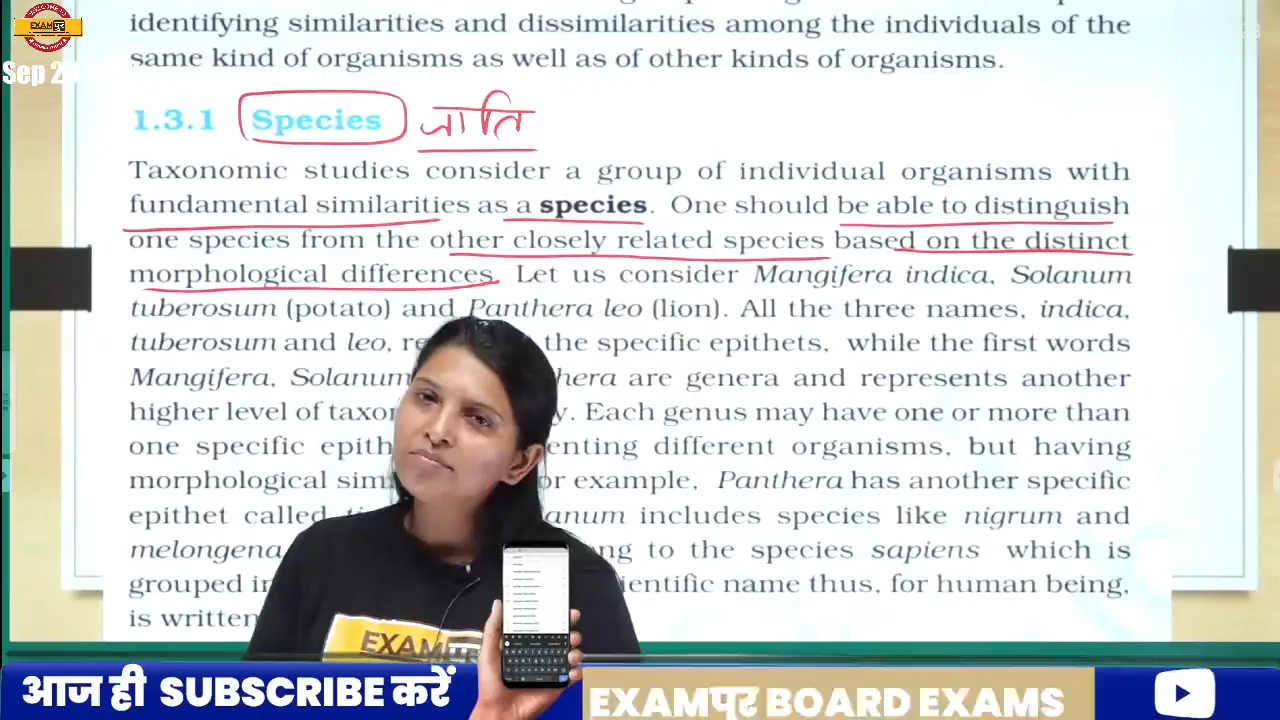 WELCOME TO
EXAMपुर
Sep 2
identifying similarities and dissimilarities among the individuals of the
same kind of organisms as well as of other kinds of organisms.
1.3.1 Species जाति
Taxonomic studies consider a group of individual organisms with
fundamental similarities as a species. One should be able to distinguish
one species from the other closely related species based on the distinct
morphological differences. Let us consider Mangifera indica, Solanum
tuberosum (potato) and Panthera leo (lion). All the three names, indica,
tuberosum and leo, re the specific epithets, while the first words
Mangifera, Solanum hera are genera and represents another
higher level of taxo y. Each genus may have one or more than
one specific epith enting different organisms, but having
morphological sim or example, Panthera has another specific
epithet called ti anum includes species like nigrum and
melongena ng to the species sapiens which is
grouped in ientific name thus, for human being,
is written
EXAMपुर
आज ही SUBSCRIBE करें
EXAMपुर BOARD EXAMS